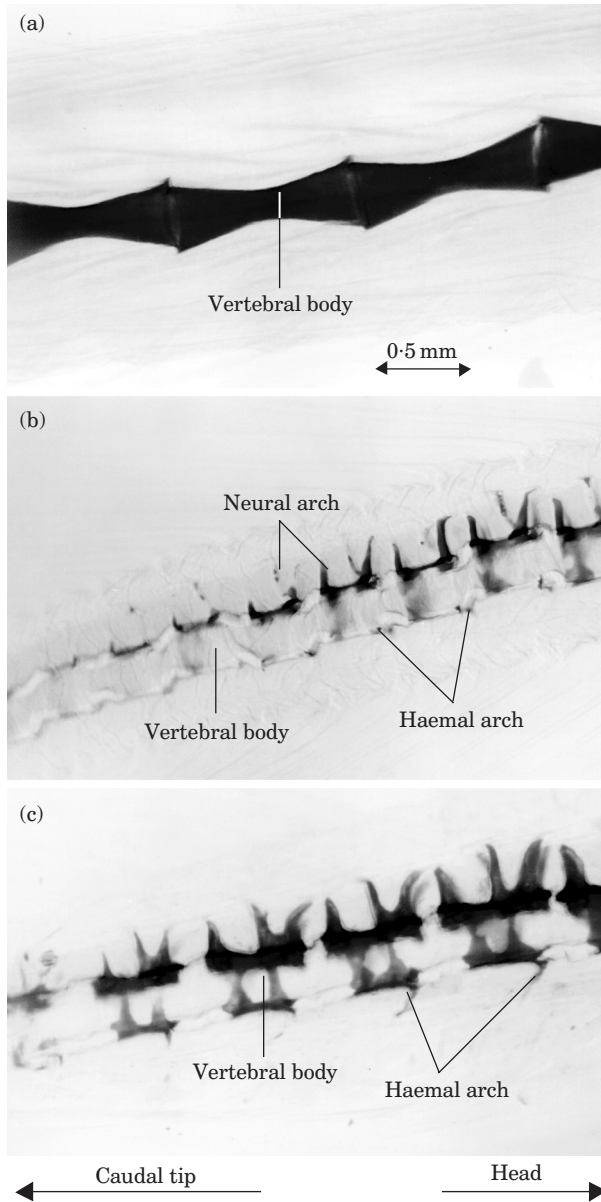 (a)
Vertebral body
0·5 mm
(b)
Neural arch
Vertebral body
Haemal arch
(c)
Vertebral body
Haemal arch
Caudal tip
Head